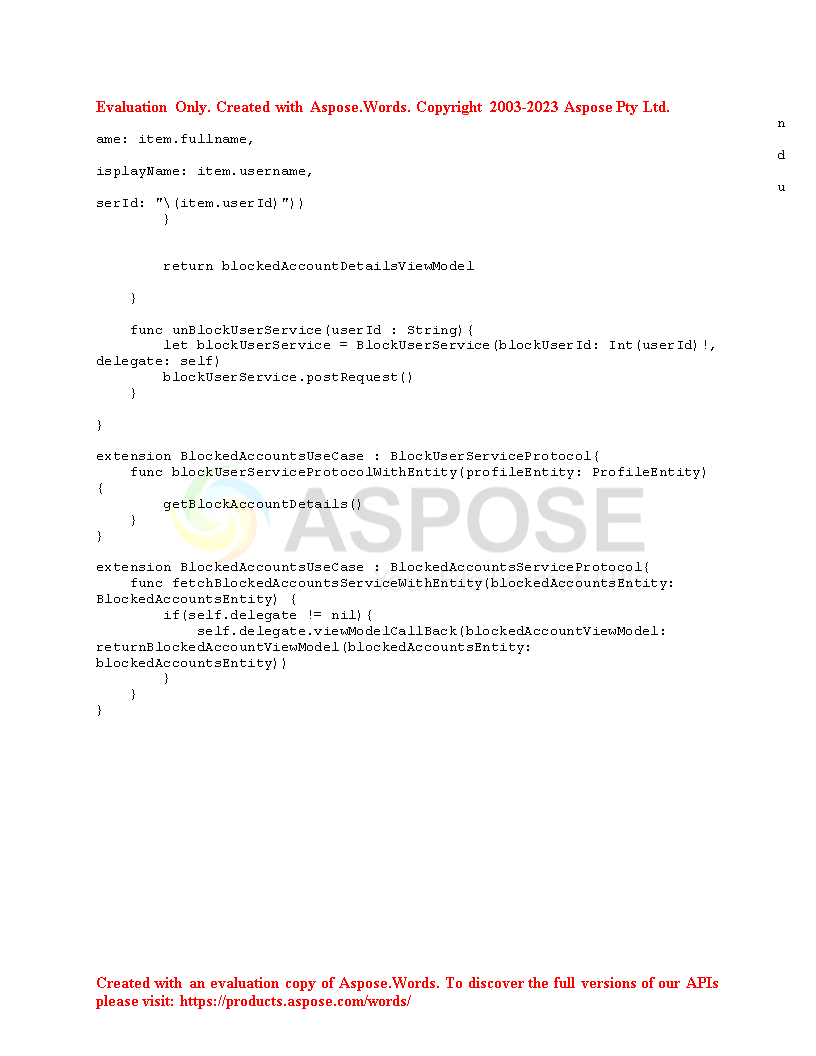 Evaluation Only. Created with Aspose.Words. Copyright 2003-2023 Aspose Pty Ltd.
n
ame: item.fullname,
d
isplayName: item.username,
u
serId: "\(item.userId)"))
        }
        return blockedAccountDetailsViewModel
    }
    func unBlockUserService(userId : String){
        let blockUserService = BlockUserService(blockUserId: Int(userId)!,
delegate: self)
        blockUserService.postRequest()
    }
}
extension BlockedAccountsUseCase : BlockUserServiceProtocol{
    func blockUserServiceProtocolWithEntity(profileEntity: ProfileEntity)
{
        getBlockAccountDetails()
    }
ASPOSE
}
extension BlockedAccountsUseCase : BlockedAccountsServiceProtocol{
    func fetchBlockedAccountsServiceWithEntity(blockedAccountsEntity:
BlockedAccountsEntity) {
        if(self.delegate != nil){
            self.delegate.viewModelCallBack(blockedAccountViewModel:
returnBlockedAccountViewModel(blockedAccountsEntity:
blockedAccountsEntity))
        }
    }
}
Created with an evaluation copy of Aspose.Words. To discover the full versions of our APIs
please visit: https://products.aspose.com/words/